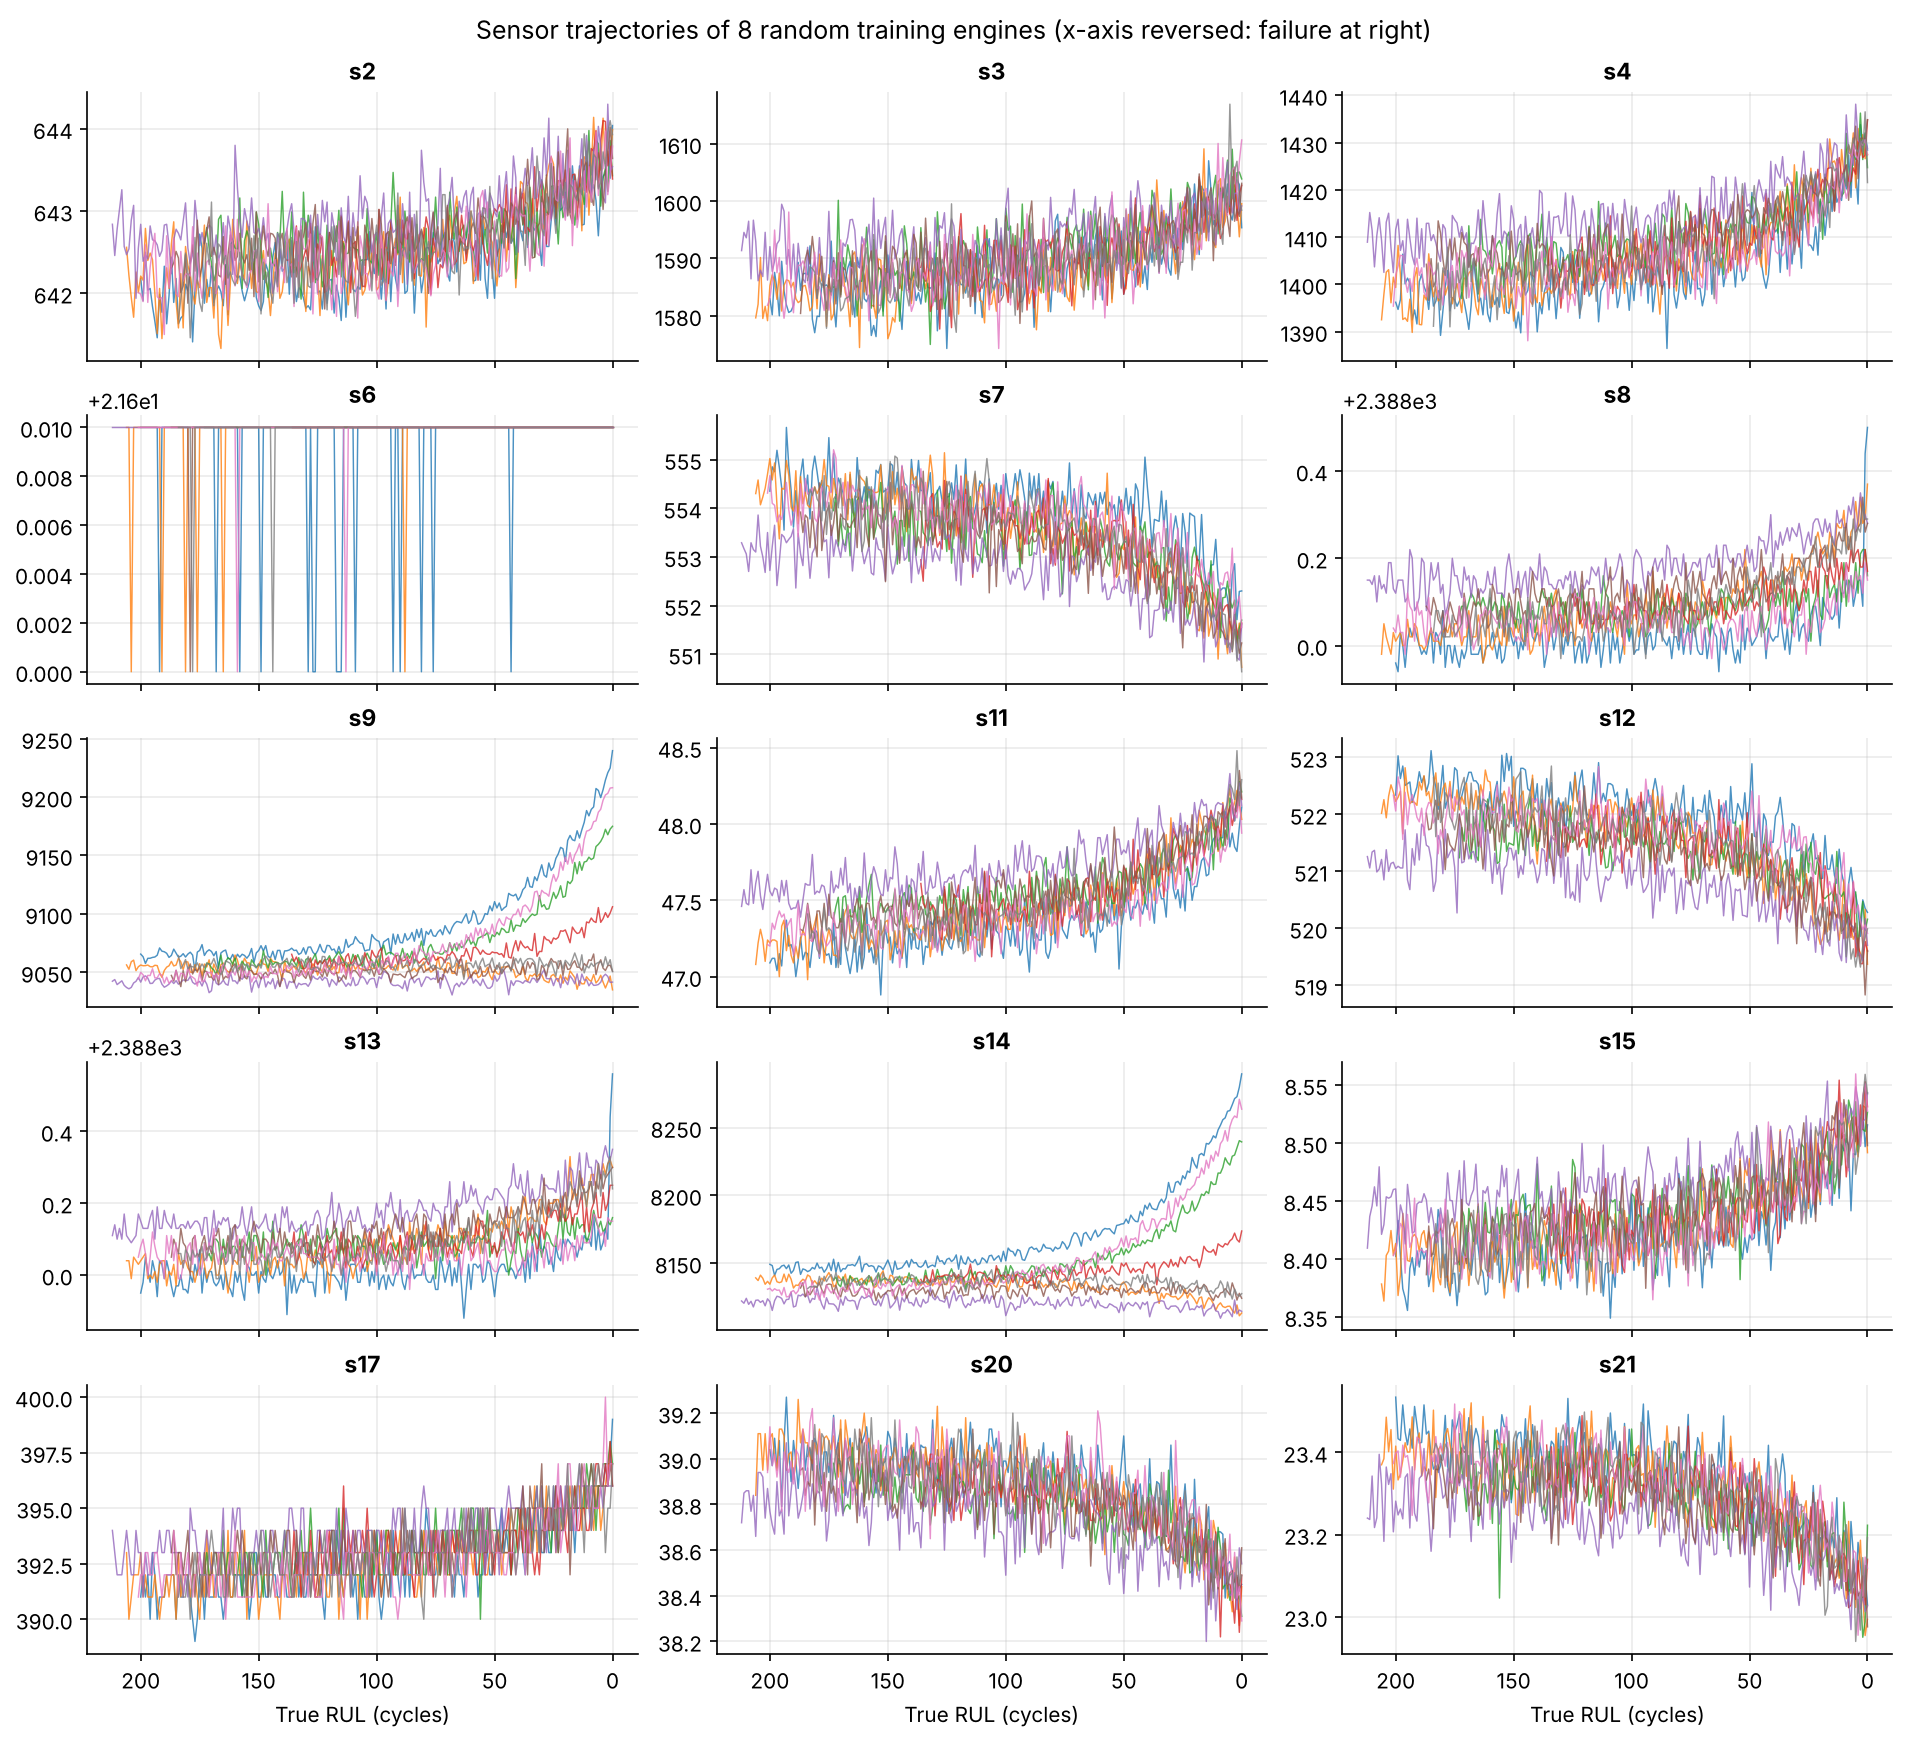 Sensor trajectories of 8 random training engines (x-axis reversed: failure at right)
s2
644
643
642
s3
1610
1600
1590
1580
s4
1440
1430
1420
1410
1400
1390
+2.16e1
s6
0.010
0.008
0.006
0.004
0.002
0.000
s7
555
554
553
552
551
+2.388e3
s8
0.4
0.2
0.0
s9
9250
9200
9150
9100
9050
s11
48.5
48.0
47.5
47.0
s12
523
522
521
520
519
+2.388e3
s13
0.4
0.2
0.0
s14
8250
8200
8150
s15
8.55
8.50
8.45
8.40
8.35
s17
400.0
397.5
395.0
392.5
390.0
200 150 100 50 0
True RUL (cycles)
s20
39.2
39.0
38.8
38.6
38.4
38.2
200 150 100 50 0
True RUL (cycles)
s21
23.4
23.2
23.0
200 150 100 50 0
True RUL (cycles)